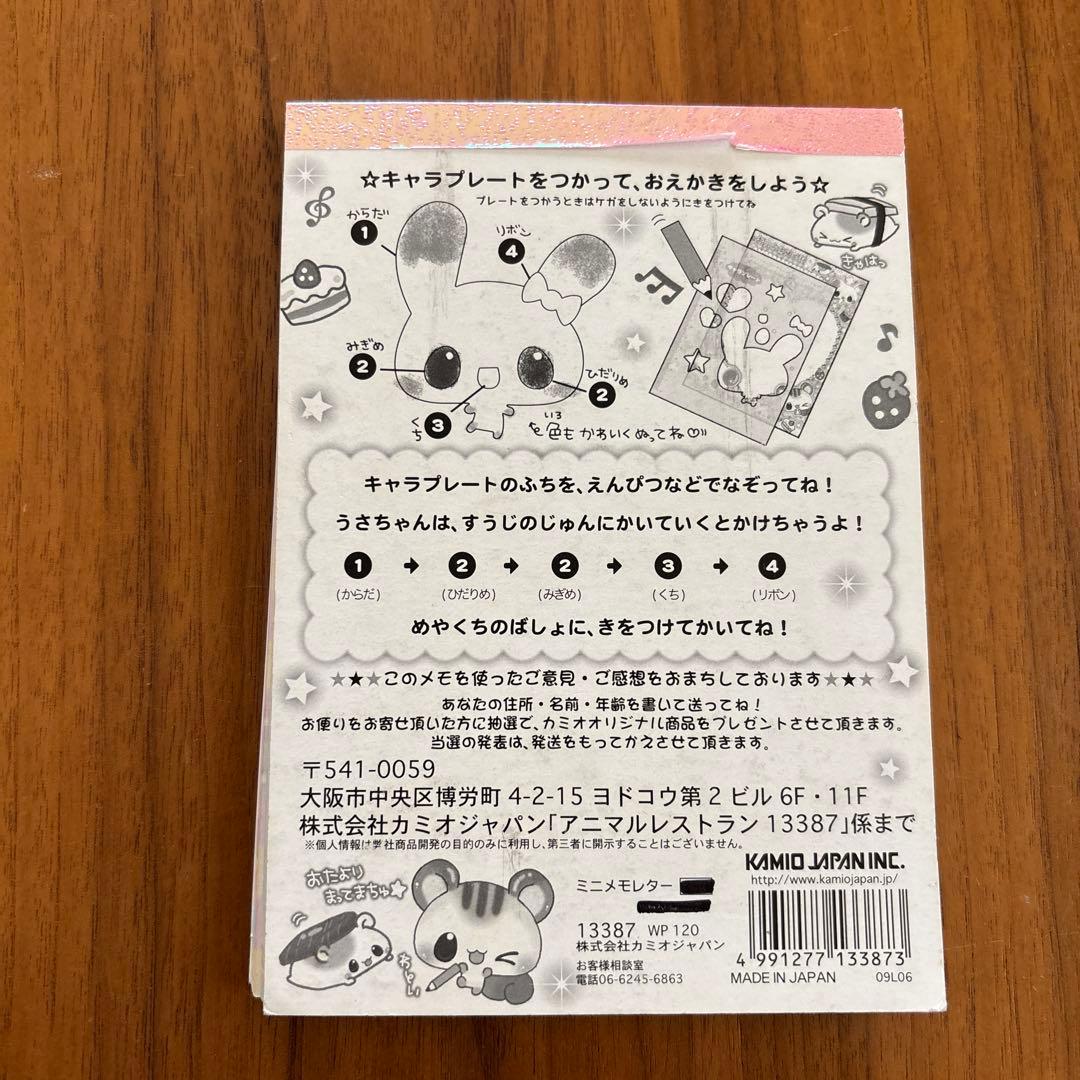 ☆キャラプレートをつかって、おえかきをしよう☆
プレートをつかうときはケガをしないようにきをつけてね
からだ
1
リボン
4
きゃはっ
みぎめ
2
ひだりめ
2
くち
3
いろ
を色もかわいくぬってね♡
キャラプレートのふちを、えんぴつなどでなぞってね!
うさちゃんは、すうじのじゅんにかいていくとかけちゃうよ!
1 → 2 → 2 → 3 → 4
(からだ) (ひだりめ) (みぎめ) (くち) (リボン)
めやくちのばしょに、きをつけてかいてね!
★★★このメモを使ったご意見・ご感想をおまちしております★★★
あなたの住所・名前・年齢を書いて送ってね!
お便りをお寄せ頂いた方に抽選で、カミオオリジナル商品をプレゼントさせて頂きます。
当選の発表は、発送をもってかえさせて頂きます。
〒541-0059
大阪市中央区博労町 4-2-15 ヨドコウ第2ビル 6F・11F
株式会社カミオジャパン「アニマルレストラン 13387」係まで
※個人情報は弊社商品開発の目的のみに利用し、第三者に開示することはございません。
おたより
まってまちゅ☆
ミニメモレター
13387 WP 120
株式会社カミオジャパン
お客様相談室
電話06-6245-6863
KAMIO JAPAN INC.
http://www.kamiojapan.jp/
4 991277 133873
MADE IN JAPAN 09L06